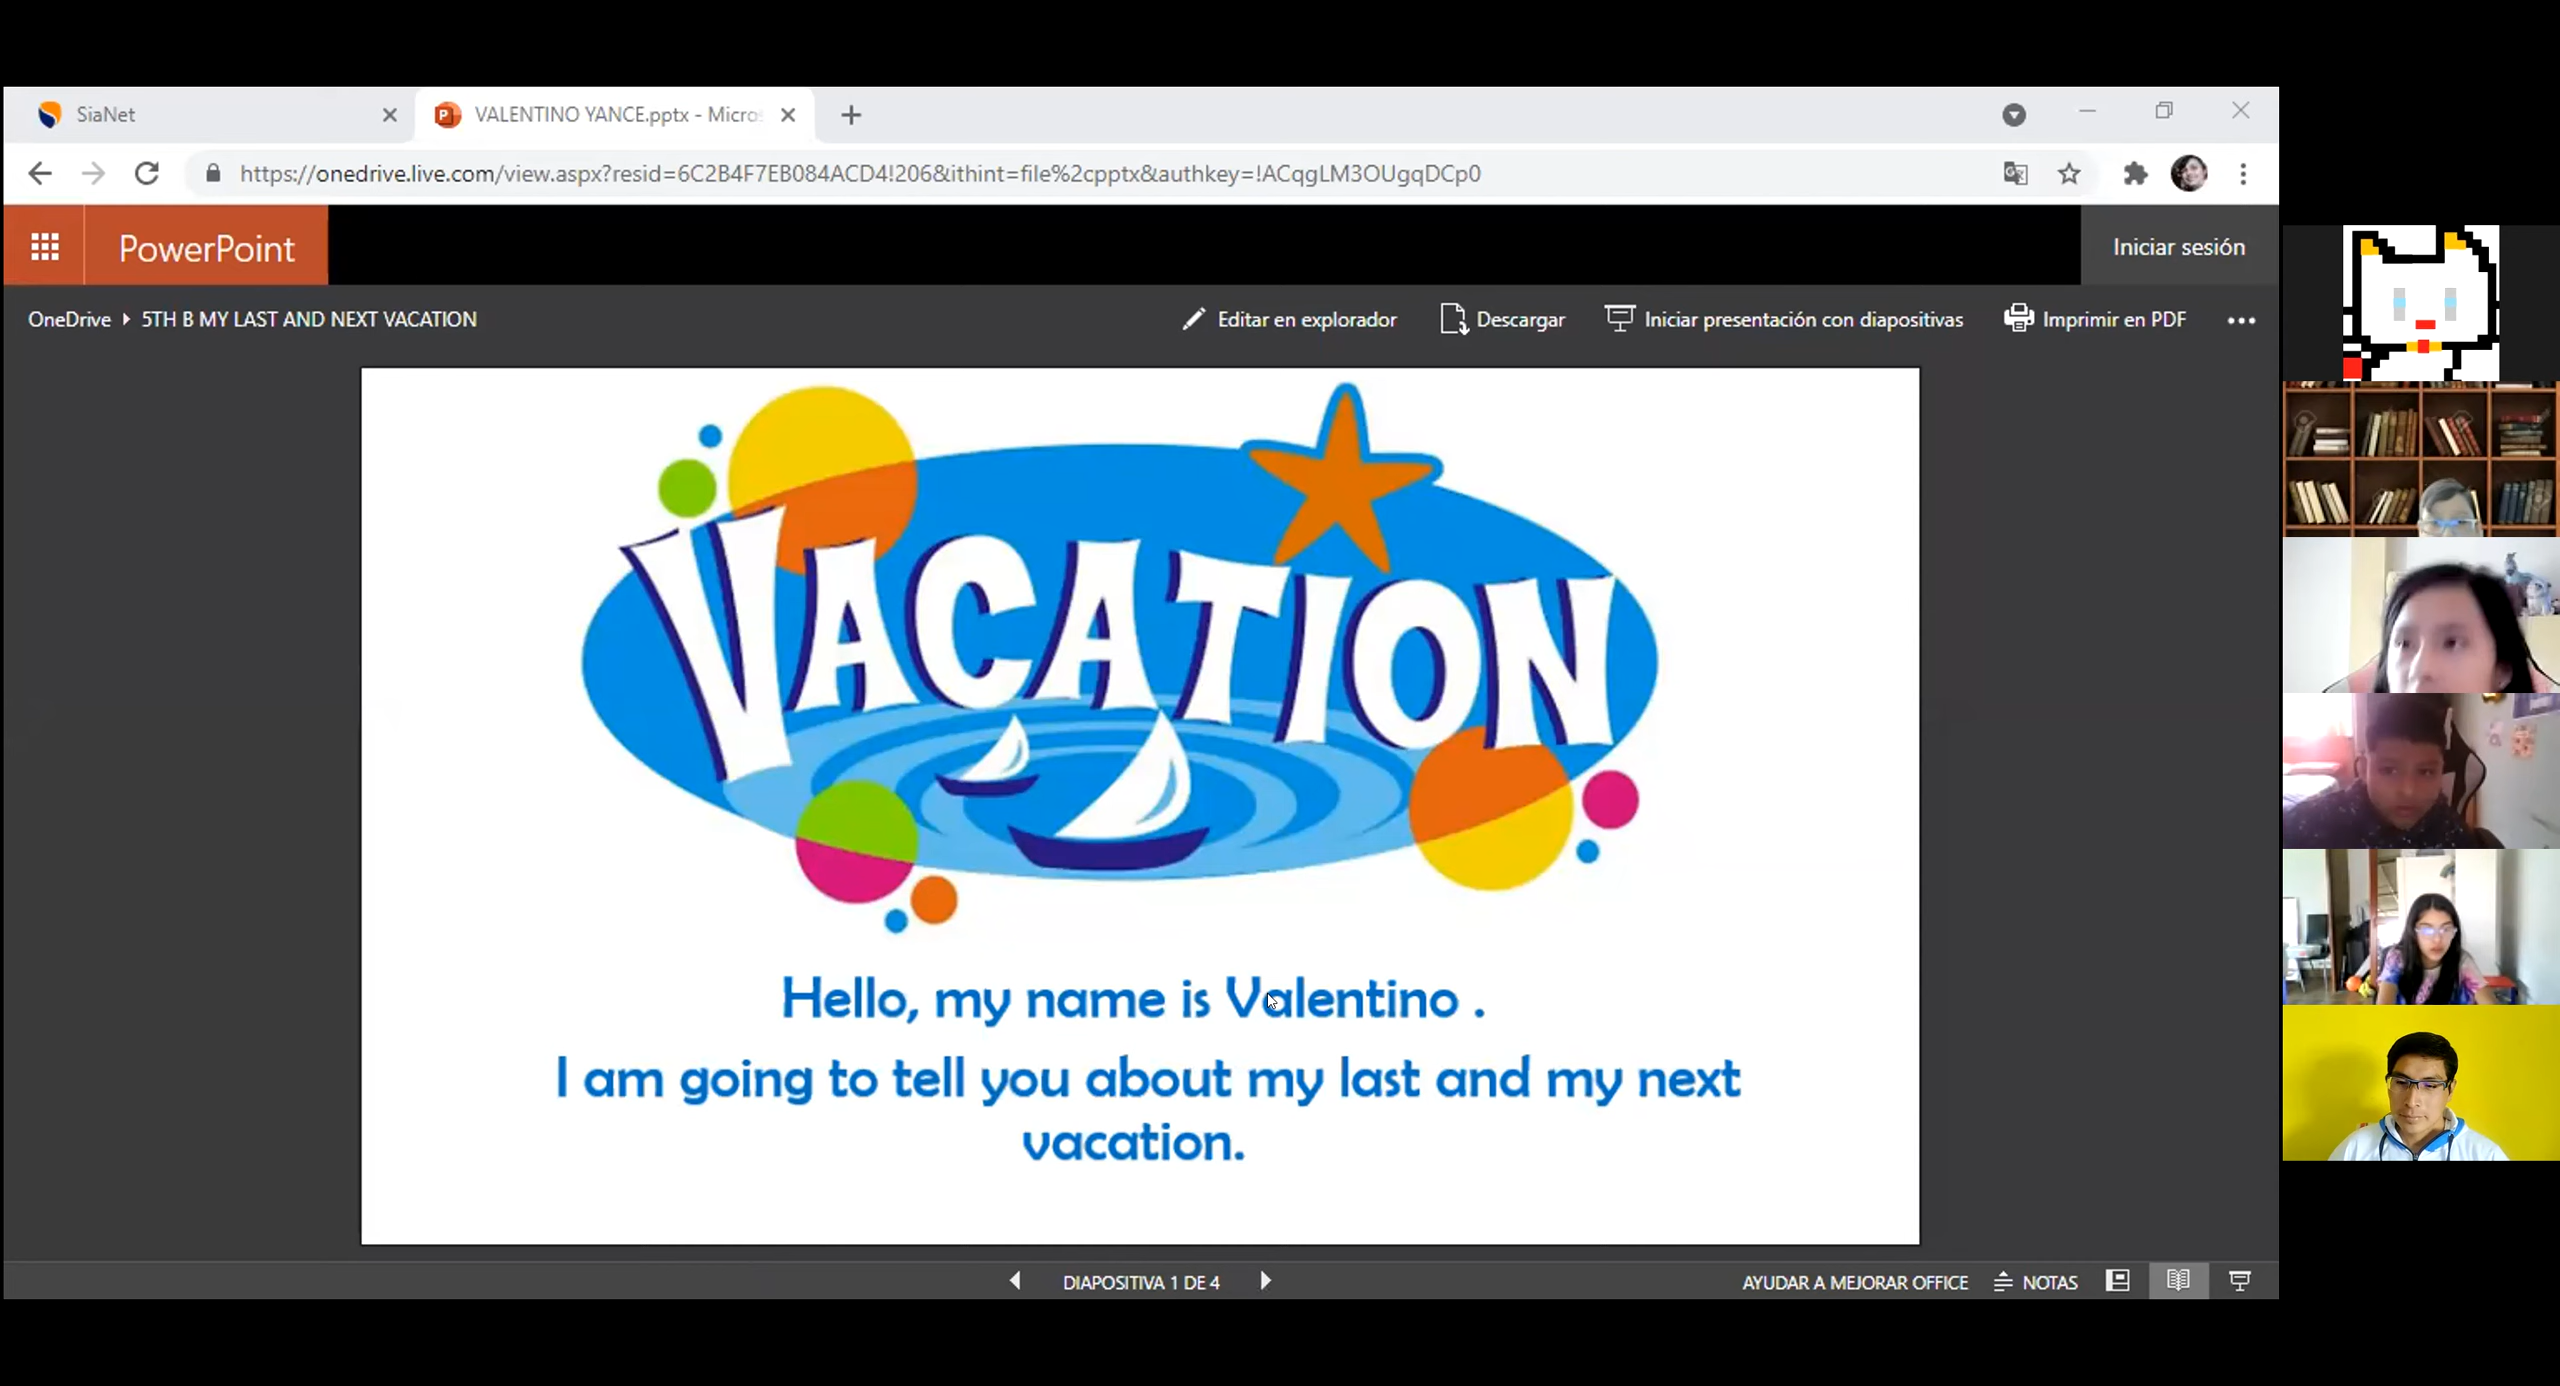 SiaNet
VALENTINO YANCE.pptx - Micro
https://onedrive.live.com/view.aspx?resid=6C2B4F7EB084ACD4!206&ithint=file%2cpptx&authkey=!ACqgLM3OUgqDCp0
PowerPoint
Iniciar sesión
OneDrive 5TH B MY LAST AND NEXT VACATION
Editar en explorador Descargar Iniciar presentación con diapositivas Imprimir en PDF
VACATION
Hello, my name is Valentino .
I am going to tell you about my last and my next
vacation.
DIAPOSITIVA 1 DE 4
AYUDAR A MEJORAR OFFICE NOTAS